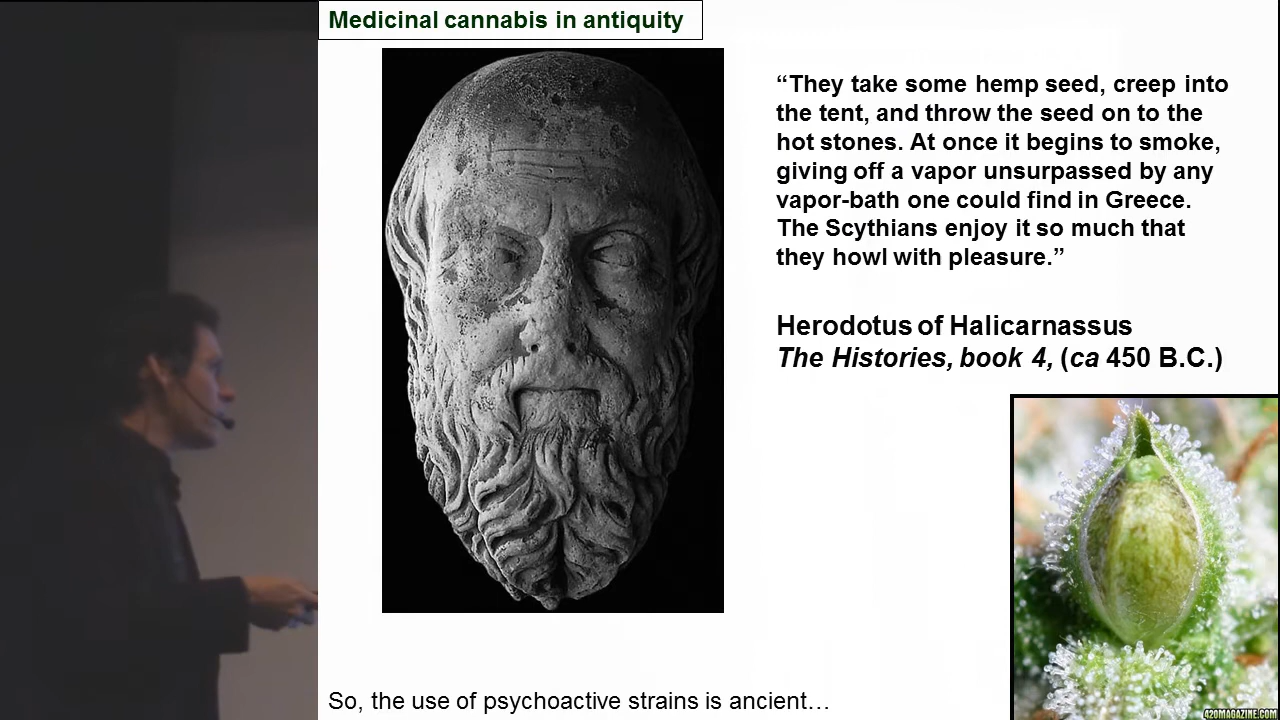 Medicinal cannabis in antiquity
“They take some hemp seed, creep into
the tent, and throw the seed on to the
hot stones. At once it begins to smoke,
giving off a vapor unsurpassed by any
vapor-bath one could find in Greece.
The Scythians enjoy it so much that
they howl with pleasure.”
Herodotus of Halicarnassus
The Histories, book 4, (ca 450 B.C.)
420MAGAZINE.COM
So, the use of psychoactive strains is ancient…